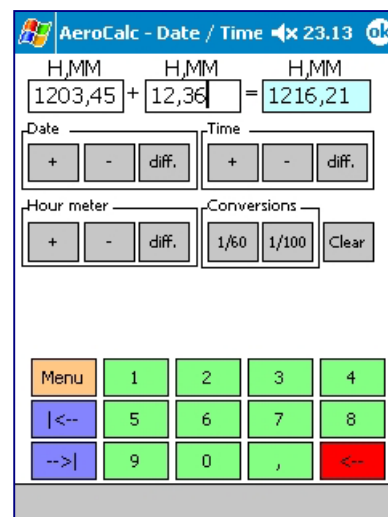 AeroCalc - Date / Time 23.13 ok
H,MM H,MM H,MM
1203,45 + 12,36 = 1216,21
Date Time
+ - diff. + - diff.
Hour meter Conversions
+ - diff. 1/60 1/100 Clear
Menu 1 2 3 4
|<-- 5 6 7 8
-->| 9 0 , <--